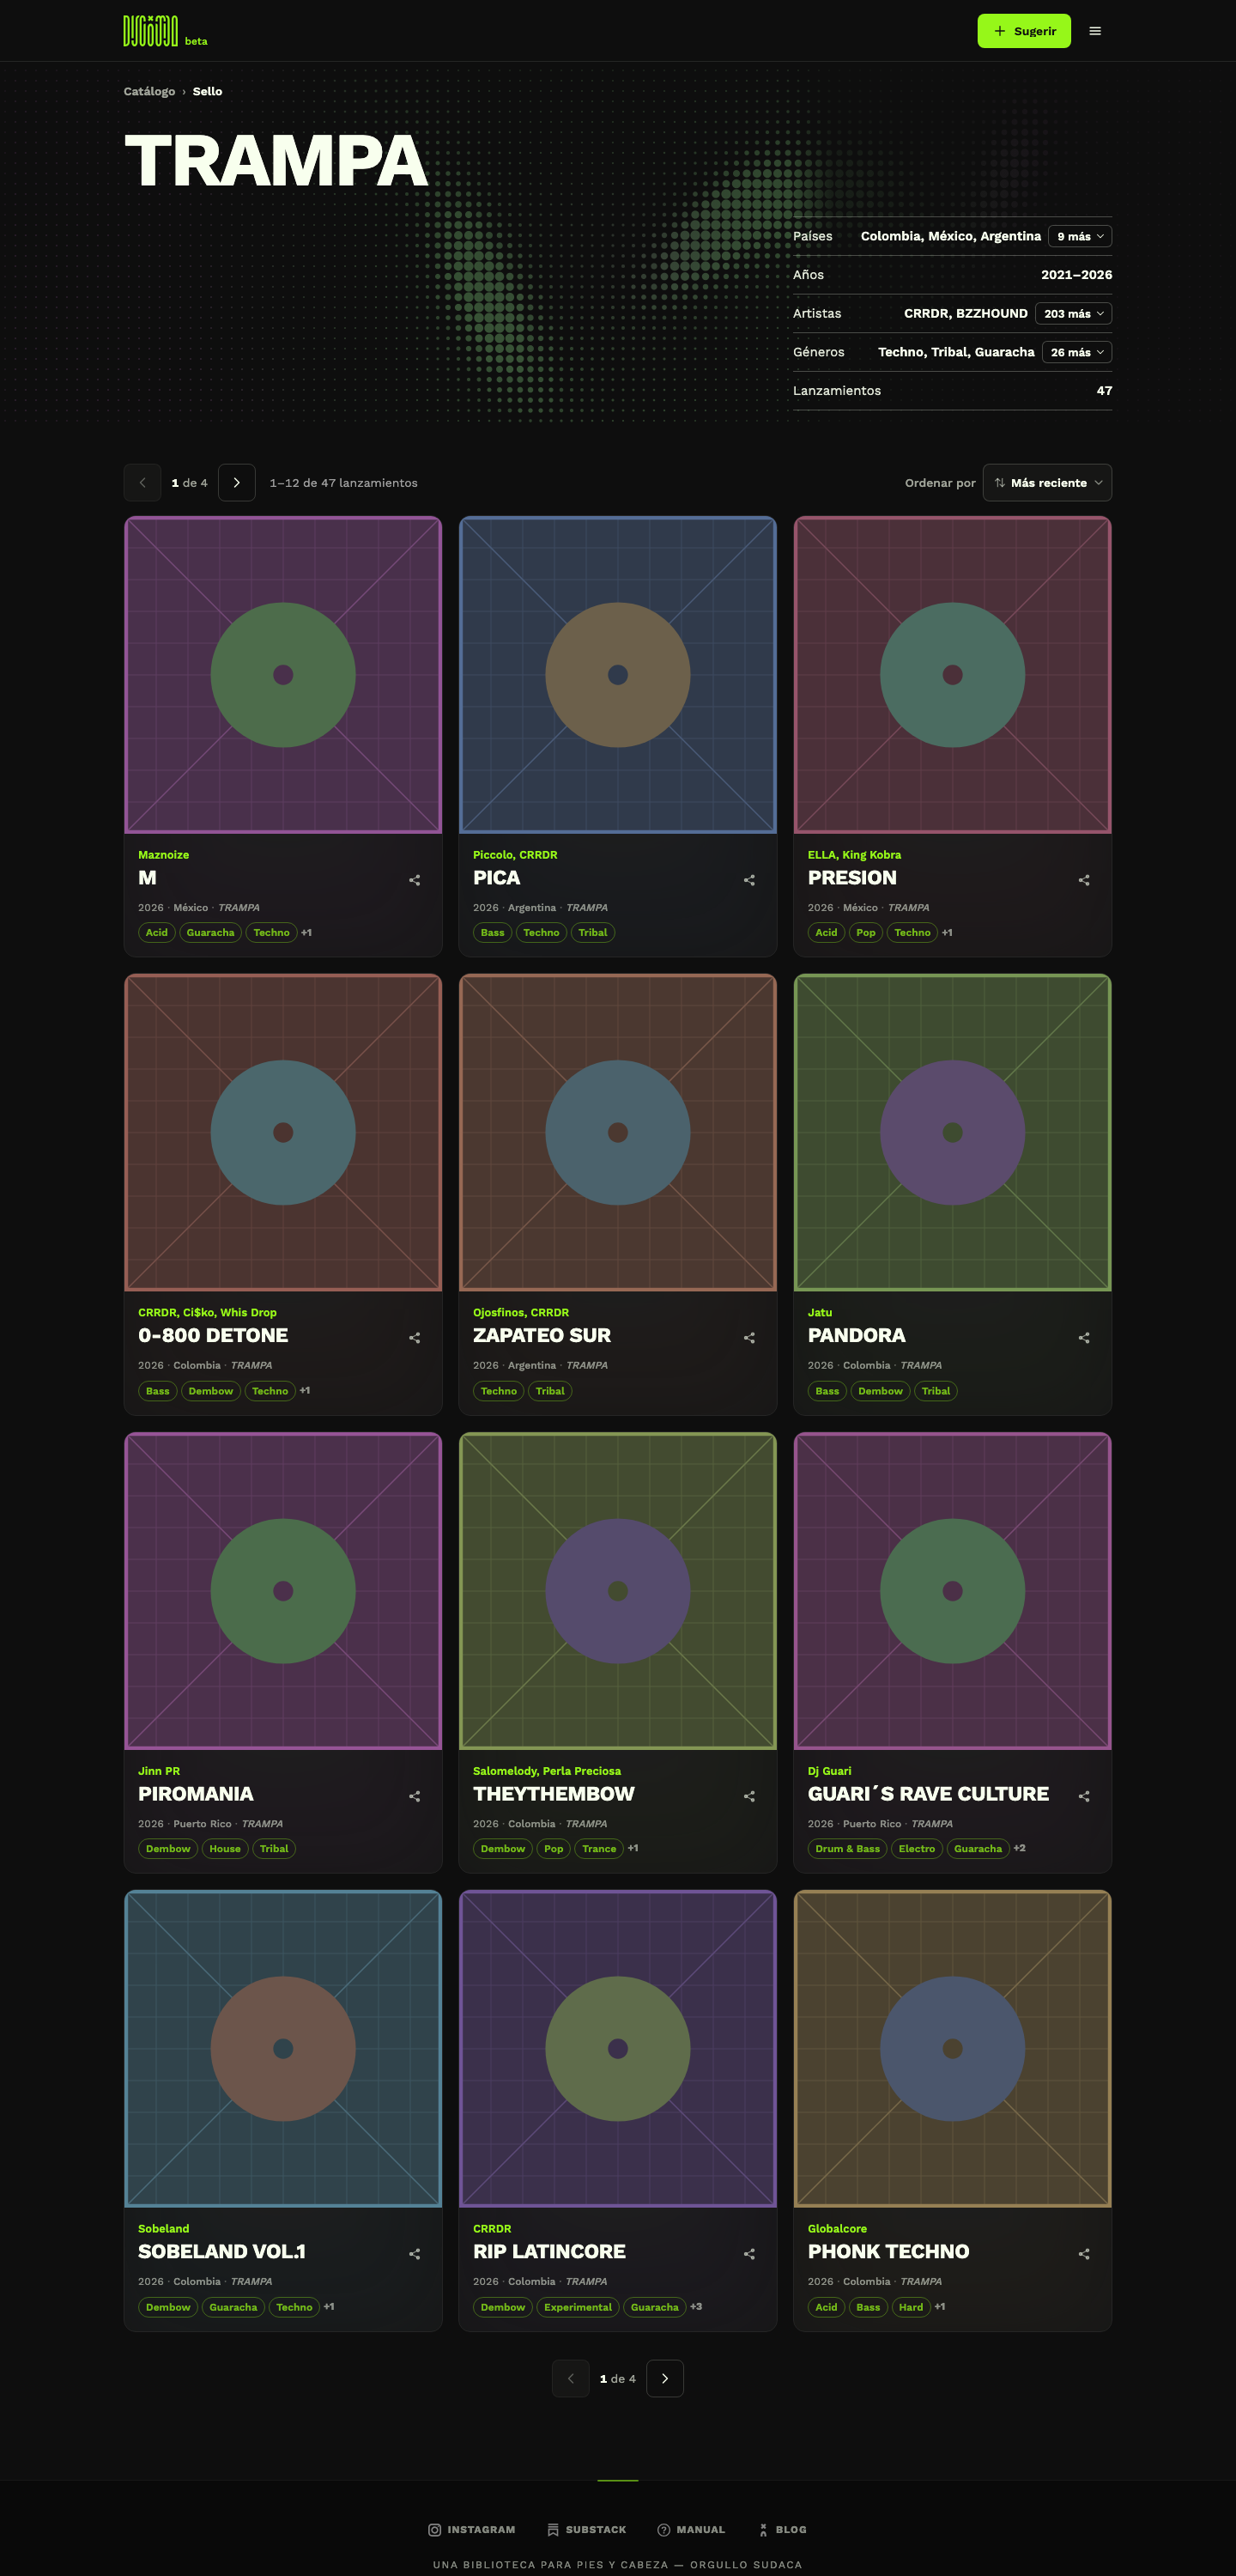 beta
Sugerir
Catálogo › Sello
TRAMPA
Países Colombia, México, Argentina 9 más
Años 2021–2026
Artistas CRRDR, BZZHOUND 203 más
Géneros Techno, Tribal, Guaracha 26 más
Lanzamientos 47
1 de 4 1–12 de 47 lanzamientos Ordenar por Más reciente
Maznoize
M
2026 · México · TRAMPA
Acid Guaracha Techno +1
Piccolo, CRRDR
PICA
2026 · Argentina · TRAMPA
Bass Techno Tribal
ELLA, King Kobra
PRESION
2026 · México · TRAMPA
Acid Pop Techno +1
CRRDR, Ci$ko, Whis Drop
0-800 DETONE
2026 · Colombia · TRAMPA
Bass Dembow Techno +1
Ojosfinos, CRRDR
ZAPATEO SUR
2026 · Argentina · TRAMPA
Techno Tribal
Jatu
PANDORA
2026 · Colombia · TRAMPA
Bass Dembow Tribal
Jinn PR
PIROMANIA
2026 · Puerto Rico · TRAMPA
Dembow House Tribal
Salomelody, Perla Preciosa
THEYTHEMBOW
2026 · Colombia · TRAMPA
Dembow Pop Trance +1
Dj Guari
GUARI´S RAVE CULTURE
2026 · Puerto Rico · TRAMPA
Drum & Bass Electro Guaracha +2
Sobeland
SOBELAND VOL.1
2026 · Colombia · TRAMPA
Dembow Guaracha Techno +1
CRRDR
RIP LATINCORE
2026 · Colombia · TRAMPA
Dembow Experimental Guaracha +3
Globalcore
PHONK TECHNO
2026 · Colombia · TRAMPA
Acid Bass Hard +1
1 de 4
INSTAGRAM SUBSTACK MANUAL BLOG
UNA BIBLIOTECA PARA PIES Y CABEZA — ORGULLO SUDACA